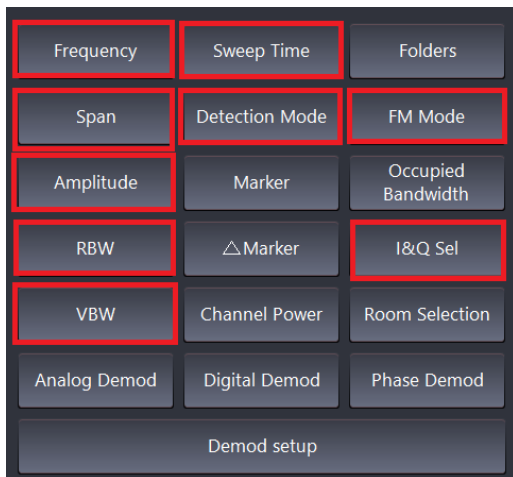 Frequency
Sweep Time
Folders
Span
Detection Mode
FM Mode
Amplitude
Marker
Occupied
Bandwidth
RBW
△Marker
I&Q Sel
VBW
Channel Power
Room Selection
Analog Demod
Digital Demod
Phase Demod
Demod setup